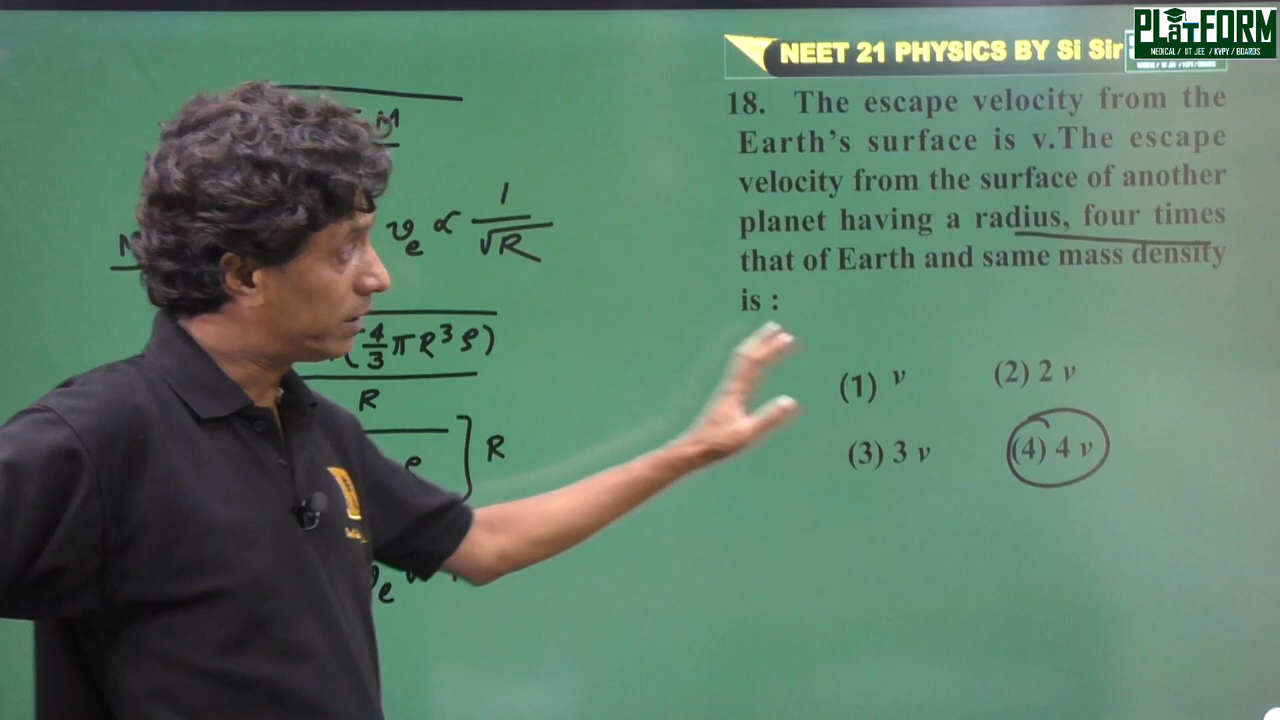 PLATFORM
MEDICAL / IIT JEE / KVPY / BOARDS
NEET 21 PHYSICS BY Si Sir
18. The escape velocity from the
Earth's surface is v.The escape
velocity from the surface of another
planet having a radius, four times
that of Earth and same mass density
is :
(1) v (2) 2 v
(3) 3 v (4) 4 v
M
v_e ∝ 1/√R
(4/3 πR³ρ)
R
ρ ] R